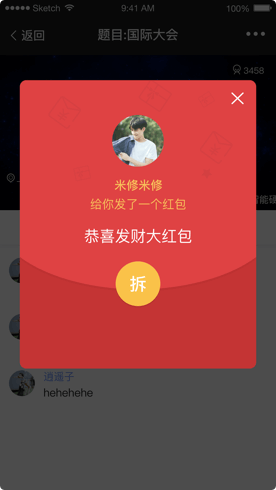 Sketch
9:41 AM
100%
返回
题目:国际大会
3458
米修米修
给你发了一个红包
恭喜发财大红包
拆
逍遥子
hehehehe